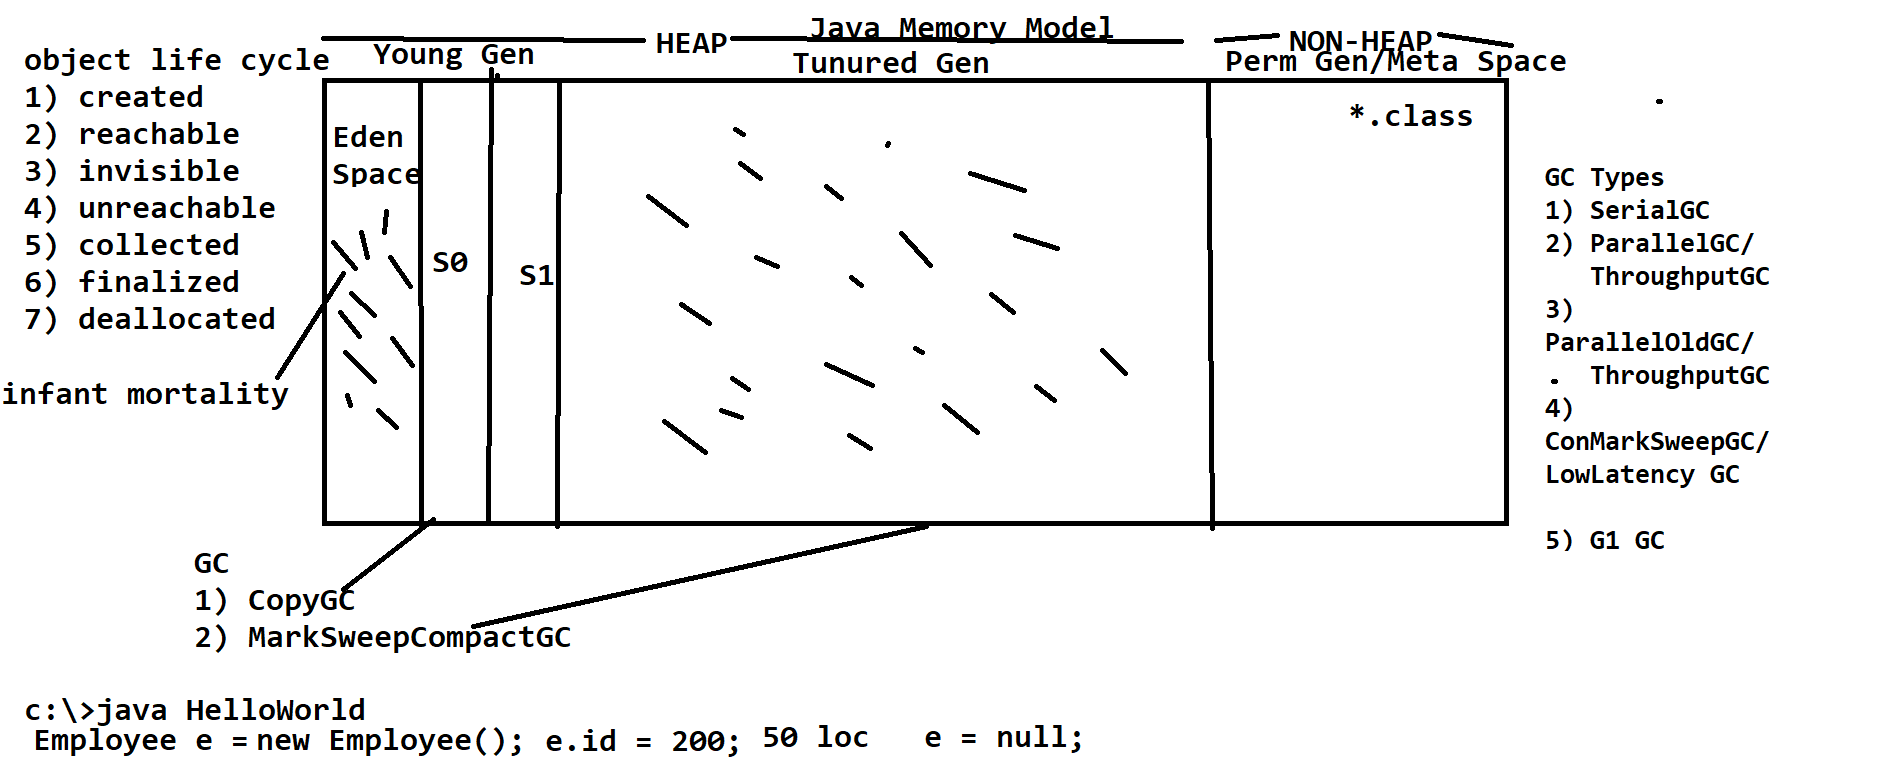 Java Memory Model
HEAP
NON-HEAP
Young Gen
Tunured Gen
Perm Gen/Meta Space
object life cycle
1) created
2) reachable
3) invisible
4) unreachable
5) collected
6) finalized
7) deallocated
infant mortality
Eden
Space
S0
S1
*.class
GC Types
1) SerialGC
2) ParallelGC/
ThroughputGC
3)
ParallelOldGC/
ThroughputGC
4)
ConMarkSweepGC/
LowLatency GC
5) G1 GC
GC
1) CopyGC
2) MarkSweepCompactGC
c:\>java HelloWorld
Employee e = new Employee(); e.id = 200; 50 loc e = null;